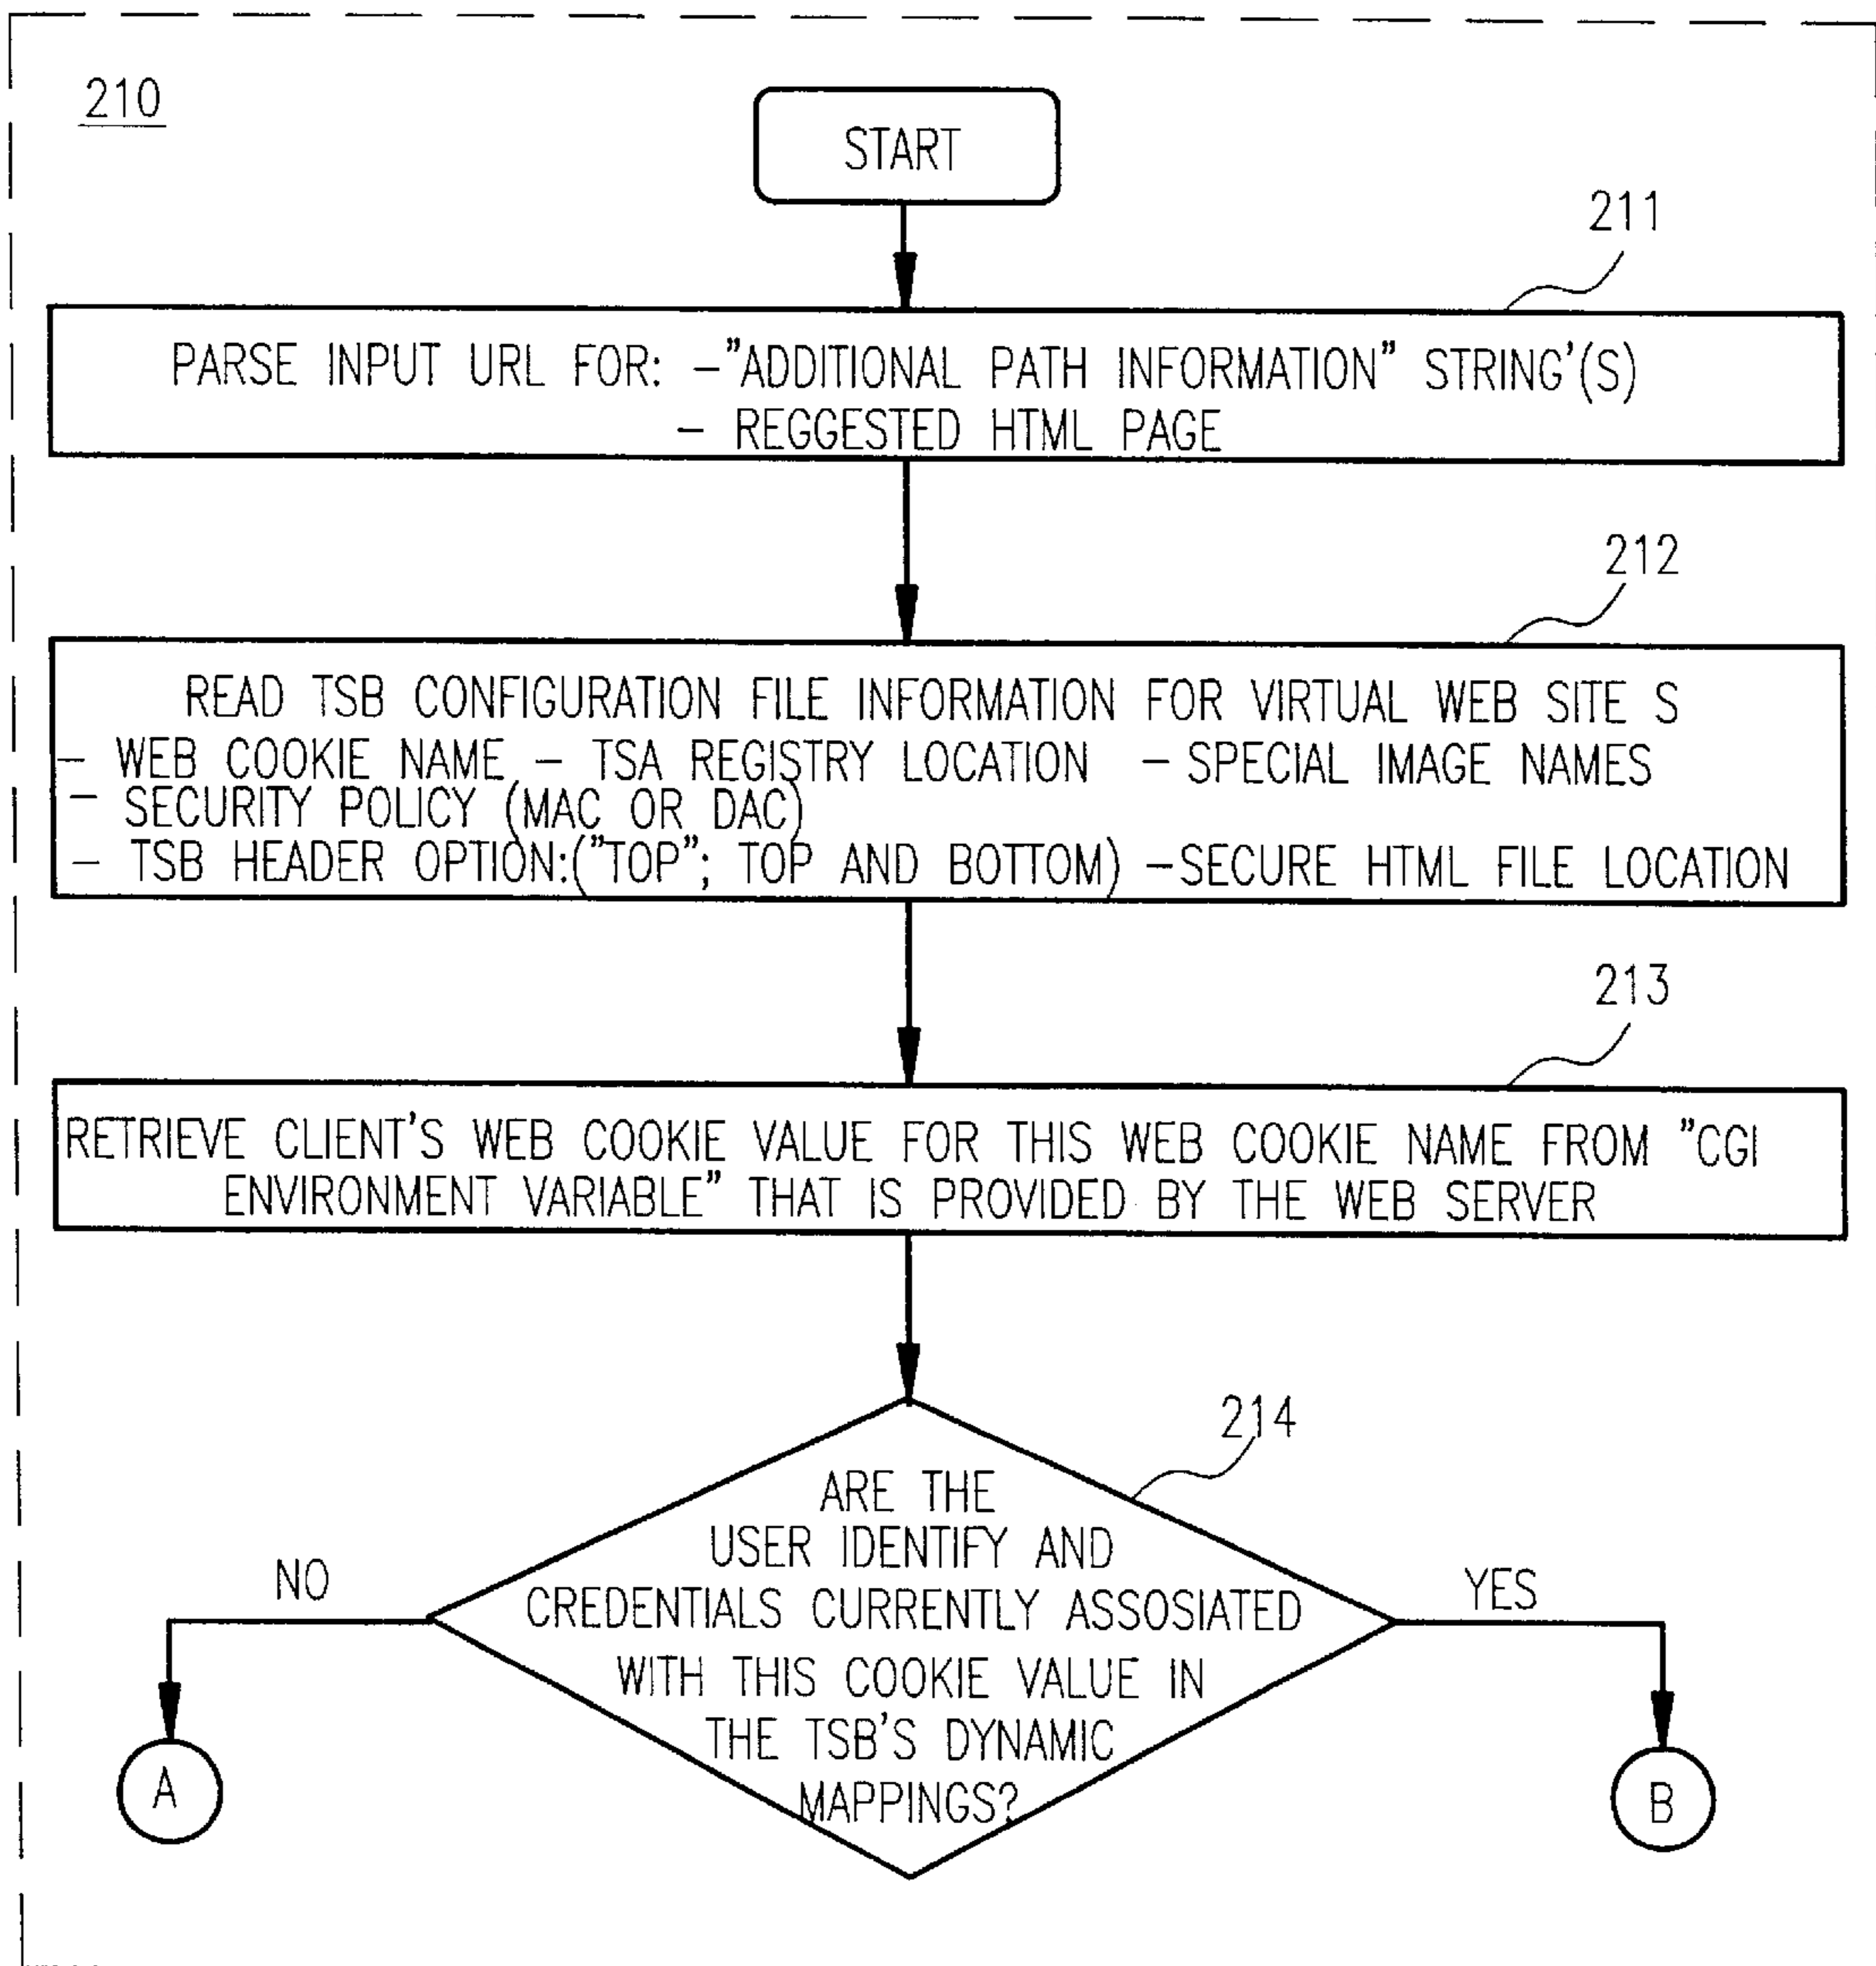 210
START
211
PARSE INPUT URL FOR: –"ADDITIONAL PATH INFORMATION" STRING'(S)
– REGGESTED HTML PAGE
212
READ TSB CONFIGURATION FILE INFORMATION FOR VIRTUAL WEB SITE S
– WEB COOKIE NAME – TSA REGISTRY LOCATION – SPECIAL IMAGE NAMES
– SECURITY POLICY (MAC OR DAC)
– TSB HEADER OPTION:("TOP"; TOP AND BOTTOM) –SECURE HTML FILE LOCATION
213
RETRIEVE CLIENT'S WEB COOKIE VALUE FOR THIS WEB COOKIE NAME FROM "CGI
ENVIRONMENT VARIABLE" THAT IS PROVIDED BY THE WEB SERVER
214
ARE THE
USER IDENTIFY AND
CREDENTIALS CURRENTLY ASSOSIATED
WITH THIS COOKIE VALUE IN
THE TSB'S DYNAMIC
MAPPINGS?
NO
YES
A
B